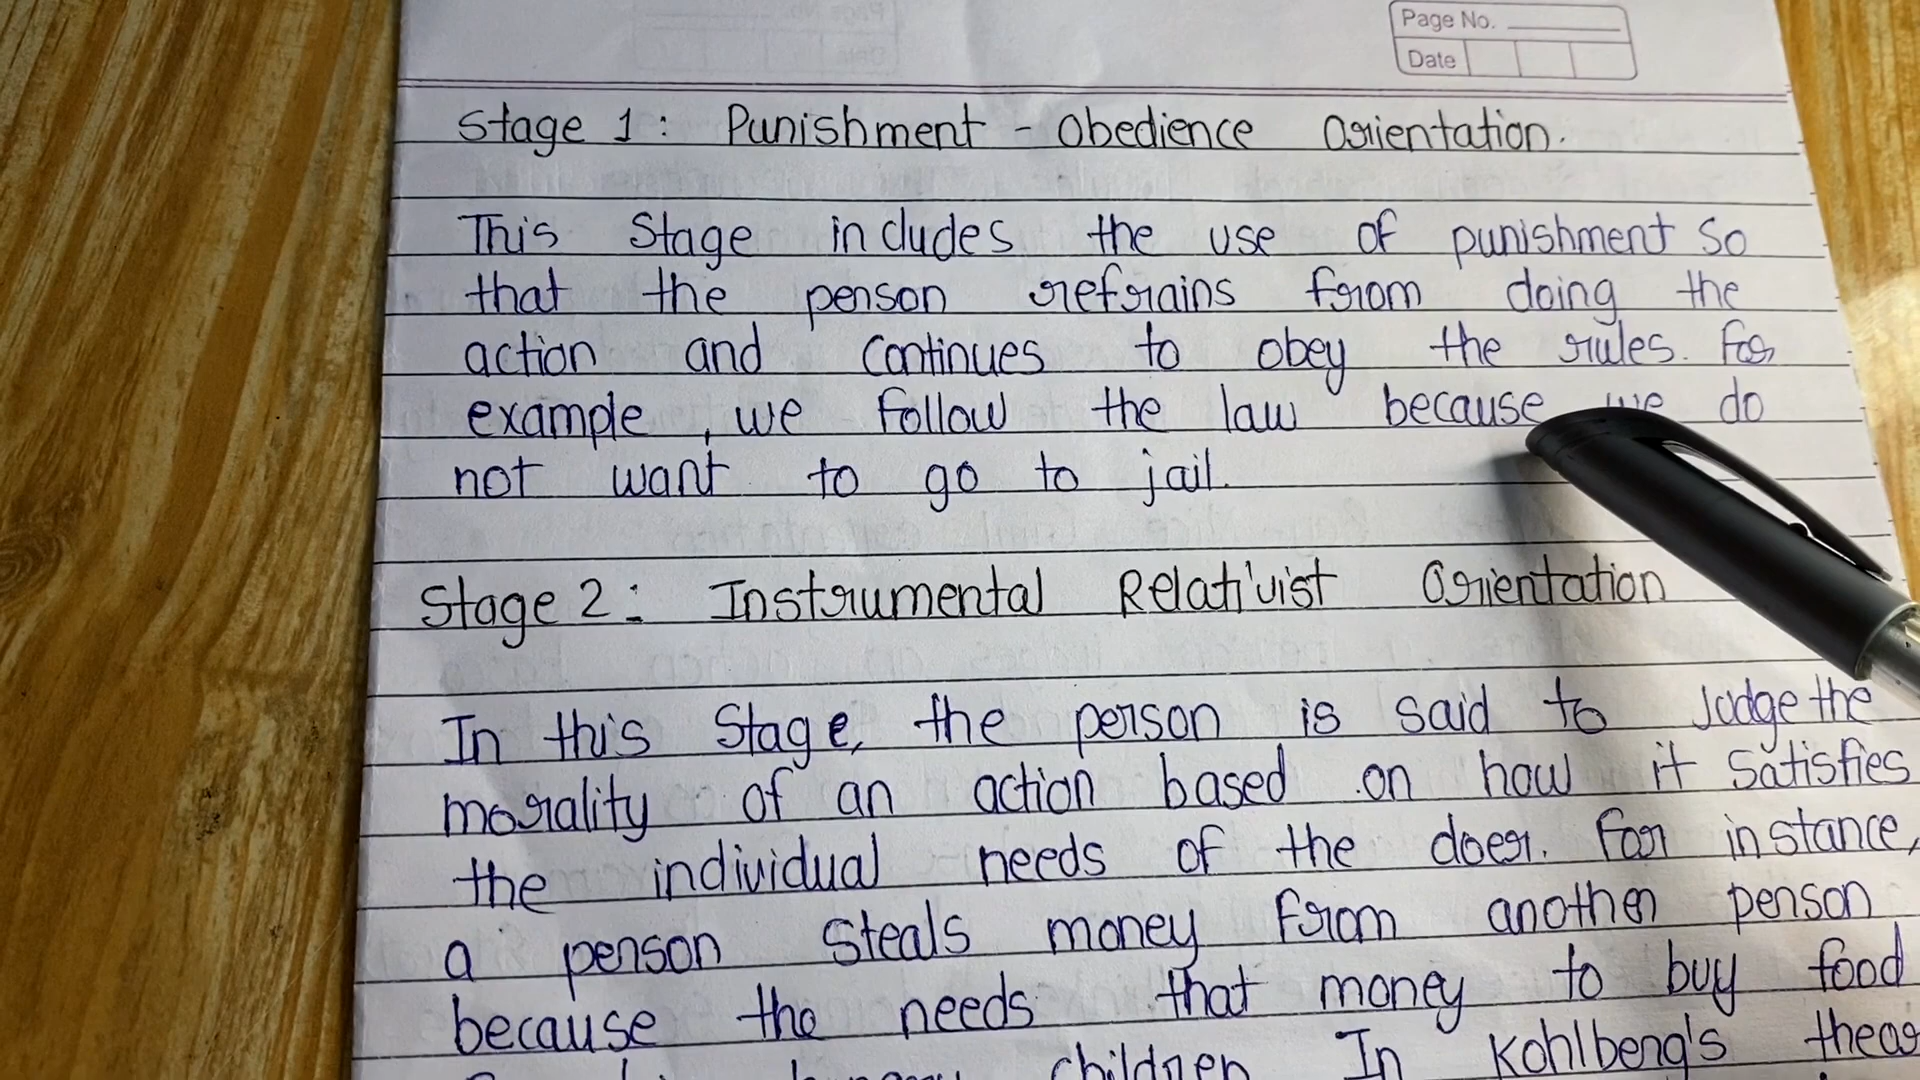 Page No.
Date
Stage 1: Punishment - Obedience Orientation.
This Stage includes the use of punishment so
that the person refrains from doing the
action and continues to obey the rules. For
example, we follow the law because we do
not want to go to jail.
Stage 2: Instrumental Relativist Orientation
In this Stage, the person is said to Judge the
morality of an action based on how it satisfies
the individual needs of the doer. For instance,
a person steals money from another person
because the needs that money to buy food
children In Kohlberg's